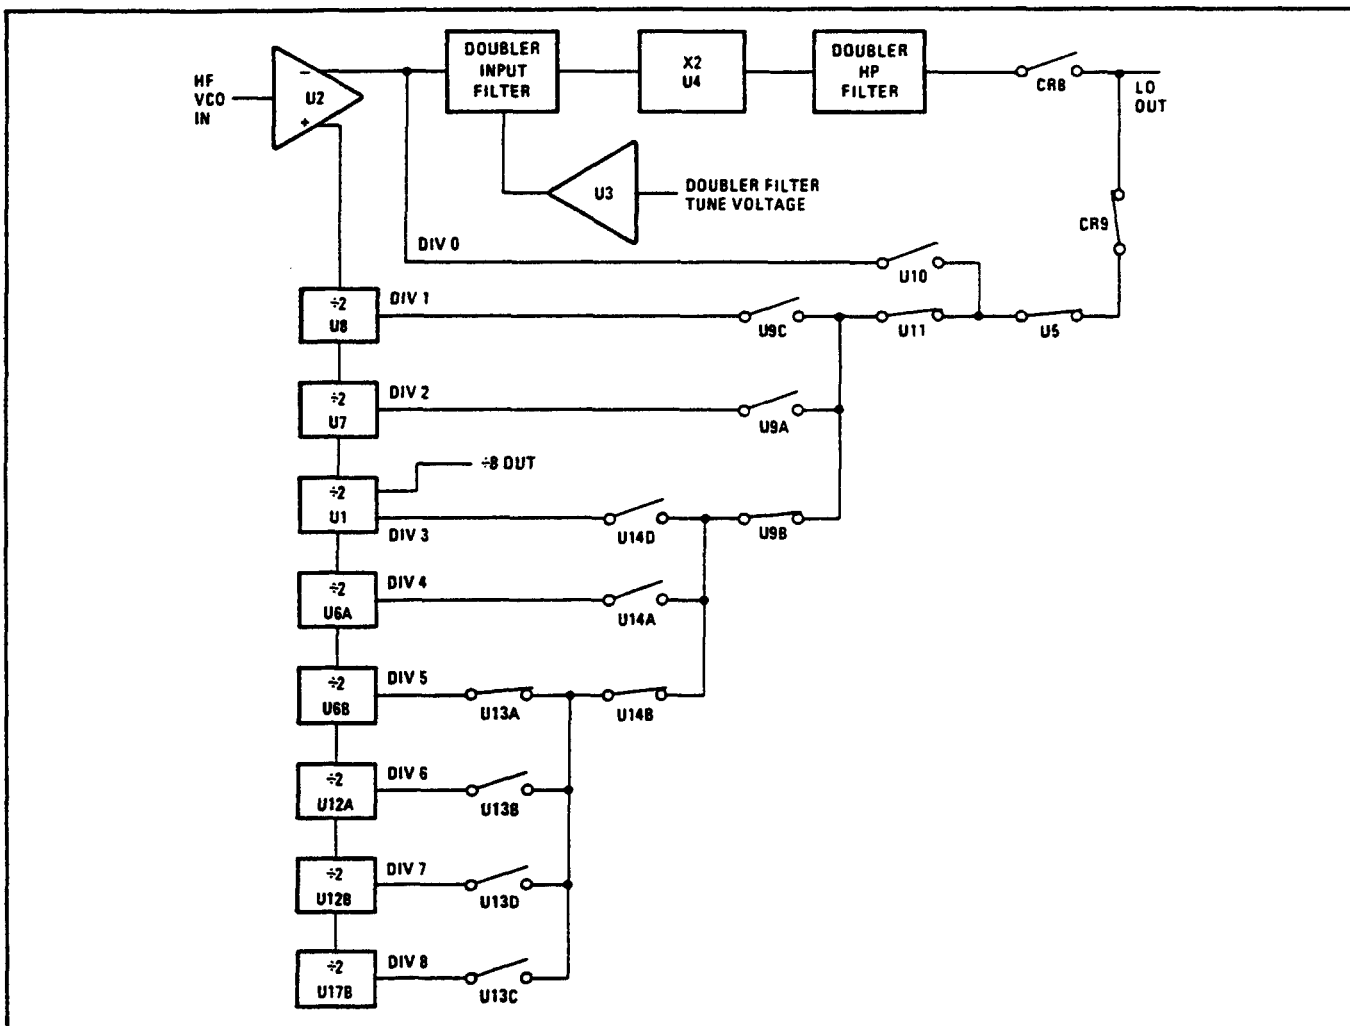 HF
VCO
IN
−
U2
+
DOUBLER
INPUT
FILTER
X2
U4
DOUBLER
HP
FILTER
CR8
LO
OUT
U3
DOUBLER FILTER
TUNE VOLTAGE
CR9
DIV 0
U10
÷2
U8
DIV 1
U9C
U11
U5
÷2
U7
DIV 2
U9A
÷8 OUT
÷2
U1
DIV 3
U14D
U9B
÷2
U6A
DIV 4
U14A
÷2
U6B
DIV 5
U13A
U14B
÷2
U12A
DIV 6
U13B
÷2
U12B
DIV 7
U13D
÷2
U17B
DIV 8
U13C